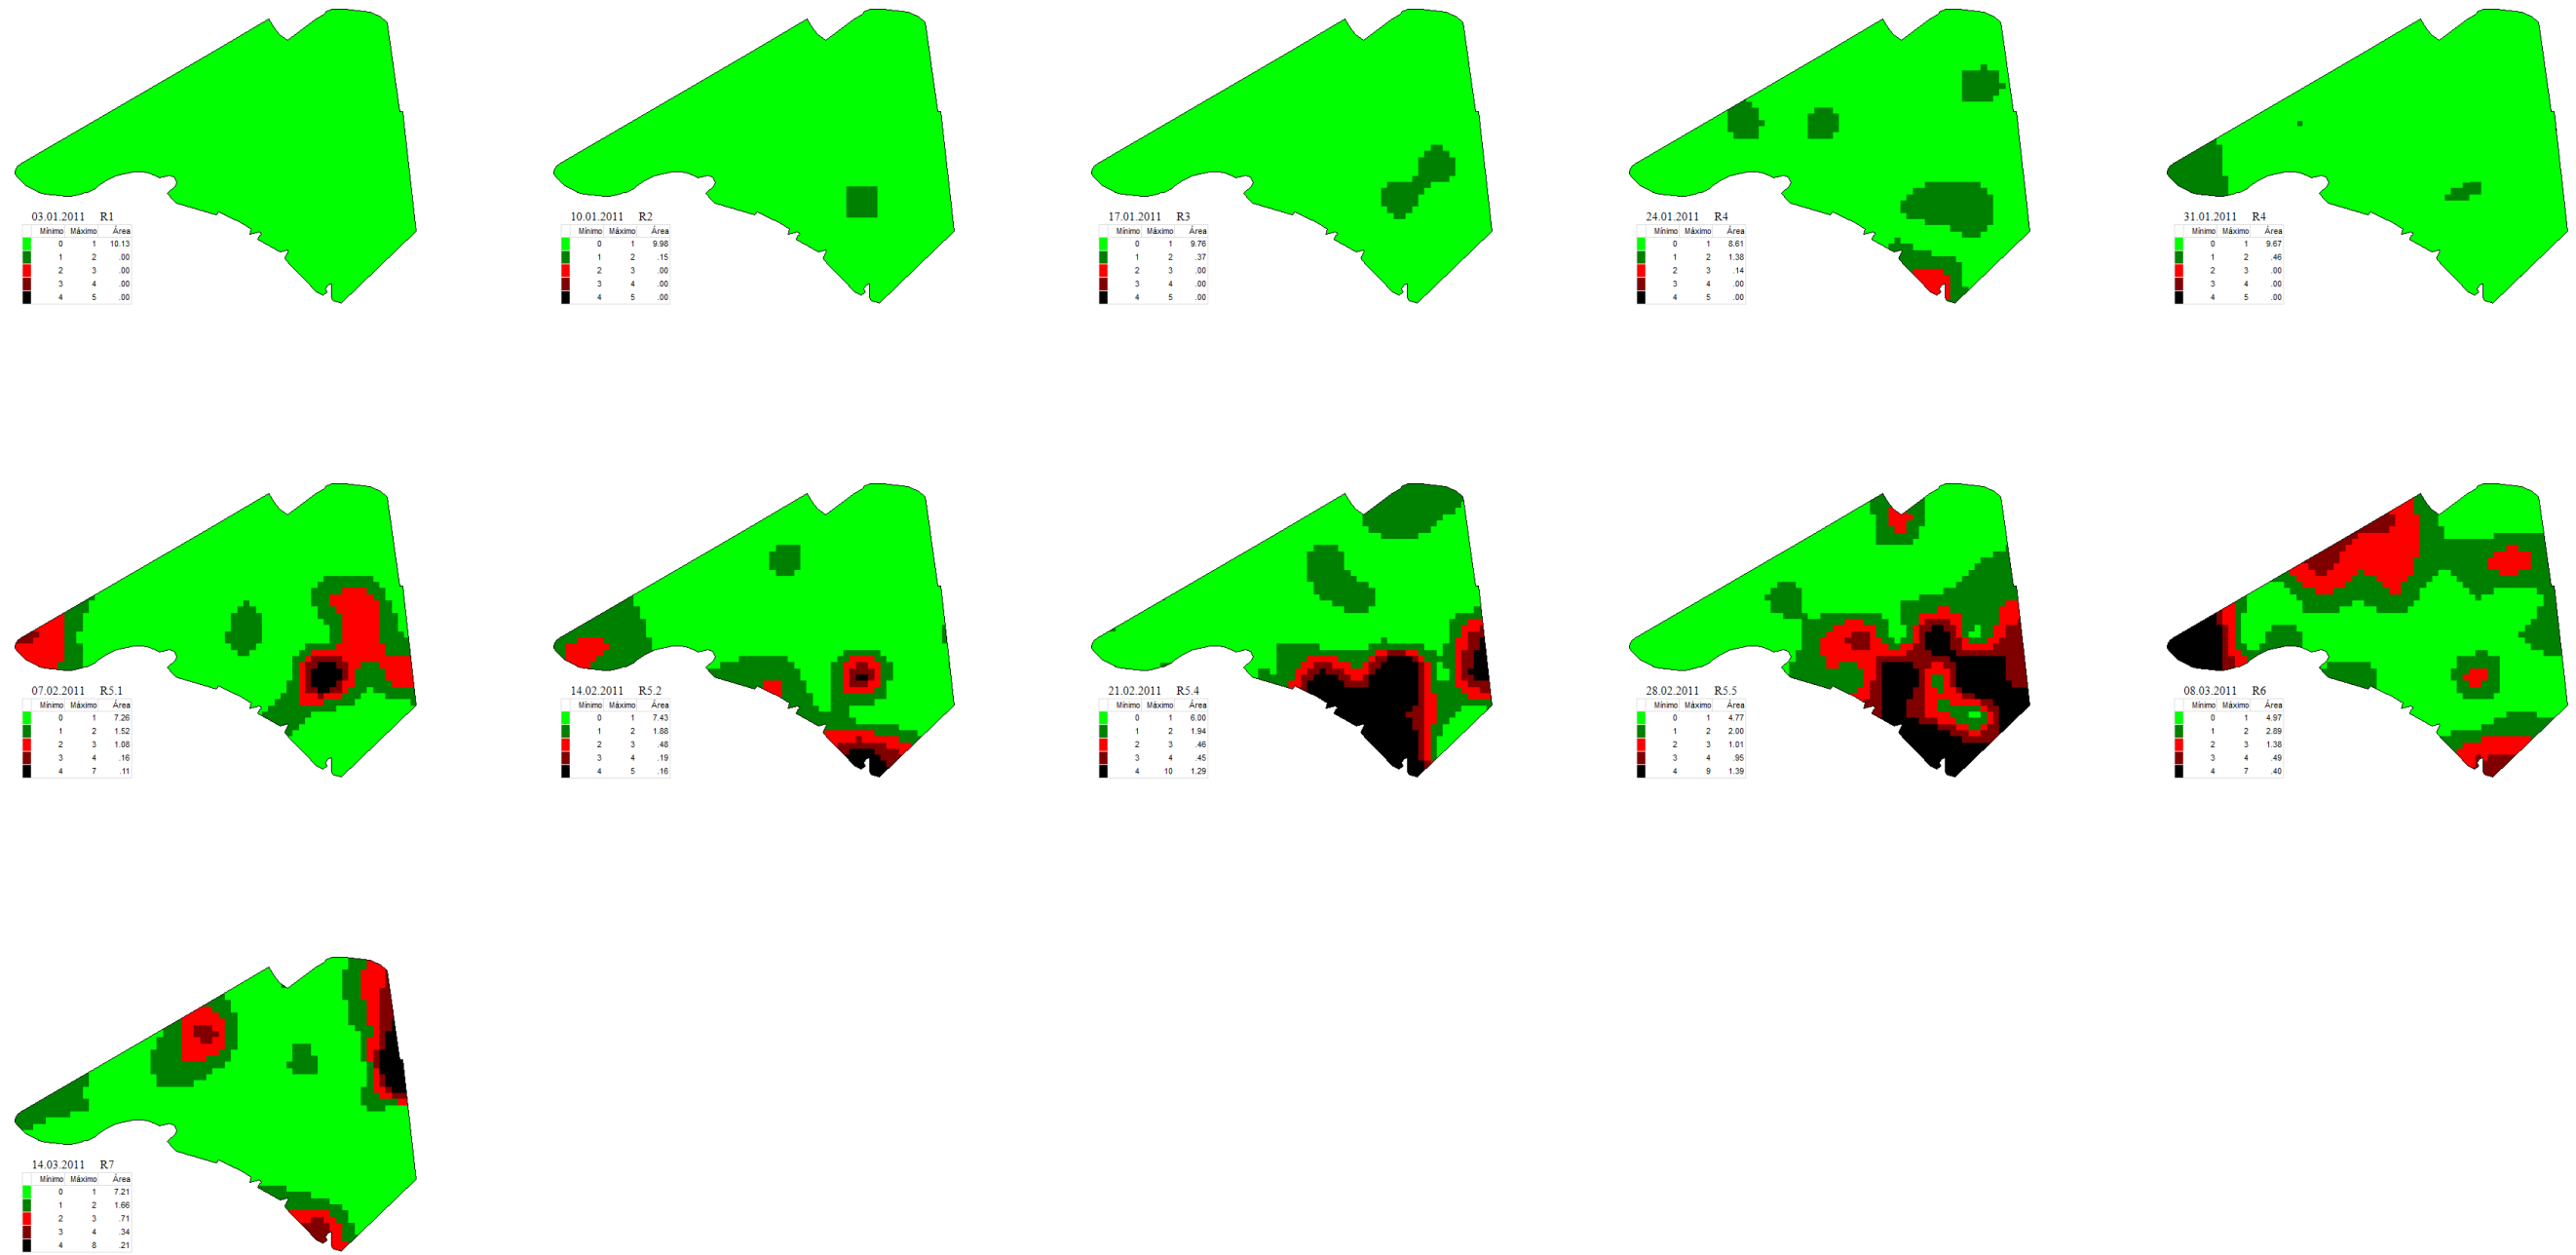 03.01.2011 R1
Mínimo Máximo Área
0 1 10.13
1 2 .00
2 3 .00
3 4 .00
4 5 .00
10.01.2011 R2
Mínimo Máximo Área
0 1 9.98
1 2 .15
2 3 .00
3 4 .00
4 5 .00
17.01.2011 R3
Mínimo Máximo Área
0 1 9.76
1 2 .37
2 3 .00
3 4 .00
4 5 .00
24.01.2011 R4
Mínimo Máximo Área
0 1 8.61
1 2 1.38
2 3 .14
3 4 .00
4 5 .00
31.01.2011 R4
Mínimo Máximo Área
0 1 9.67
1 2 .46
2 3 .00
3 4 .00
4 5 .00
07.02.2011 R5.1
Mínimo Máximo Área
0 1 7.26
1 2 1.52
2 3 1.08
3 4 .16
4 7 .11
14.02.2011 R5.2
Mínimo Máximo Área
0 1 7.43
1 2 1.88
2 3 .48
3 4 .19
4 5 .16
21.02.2011 R5.4
Mínimo Máximo Área
0 1 6.00
1 2 1.94
2 3 .46
3 4 .45
4 10 1.29
28.02.2011 R5.5
Mínimo Máximo Área
0 1 4.77
1 2 2.00
2 3 1.01
3 4 .95
4 9 1.39
08.03.2011 R6
Mínimo Máximo Área
0 1 4.97
1 2 2.89
2 3 1.38
3 4 .49
4 7 .40
14.03.2011 R7
Mínimo Máximo Área
0 1 7.21
1 2 1.66
2 3 .71
3 4 .34
4 8 .21